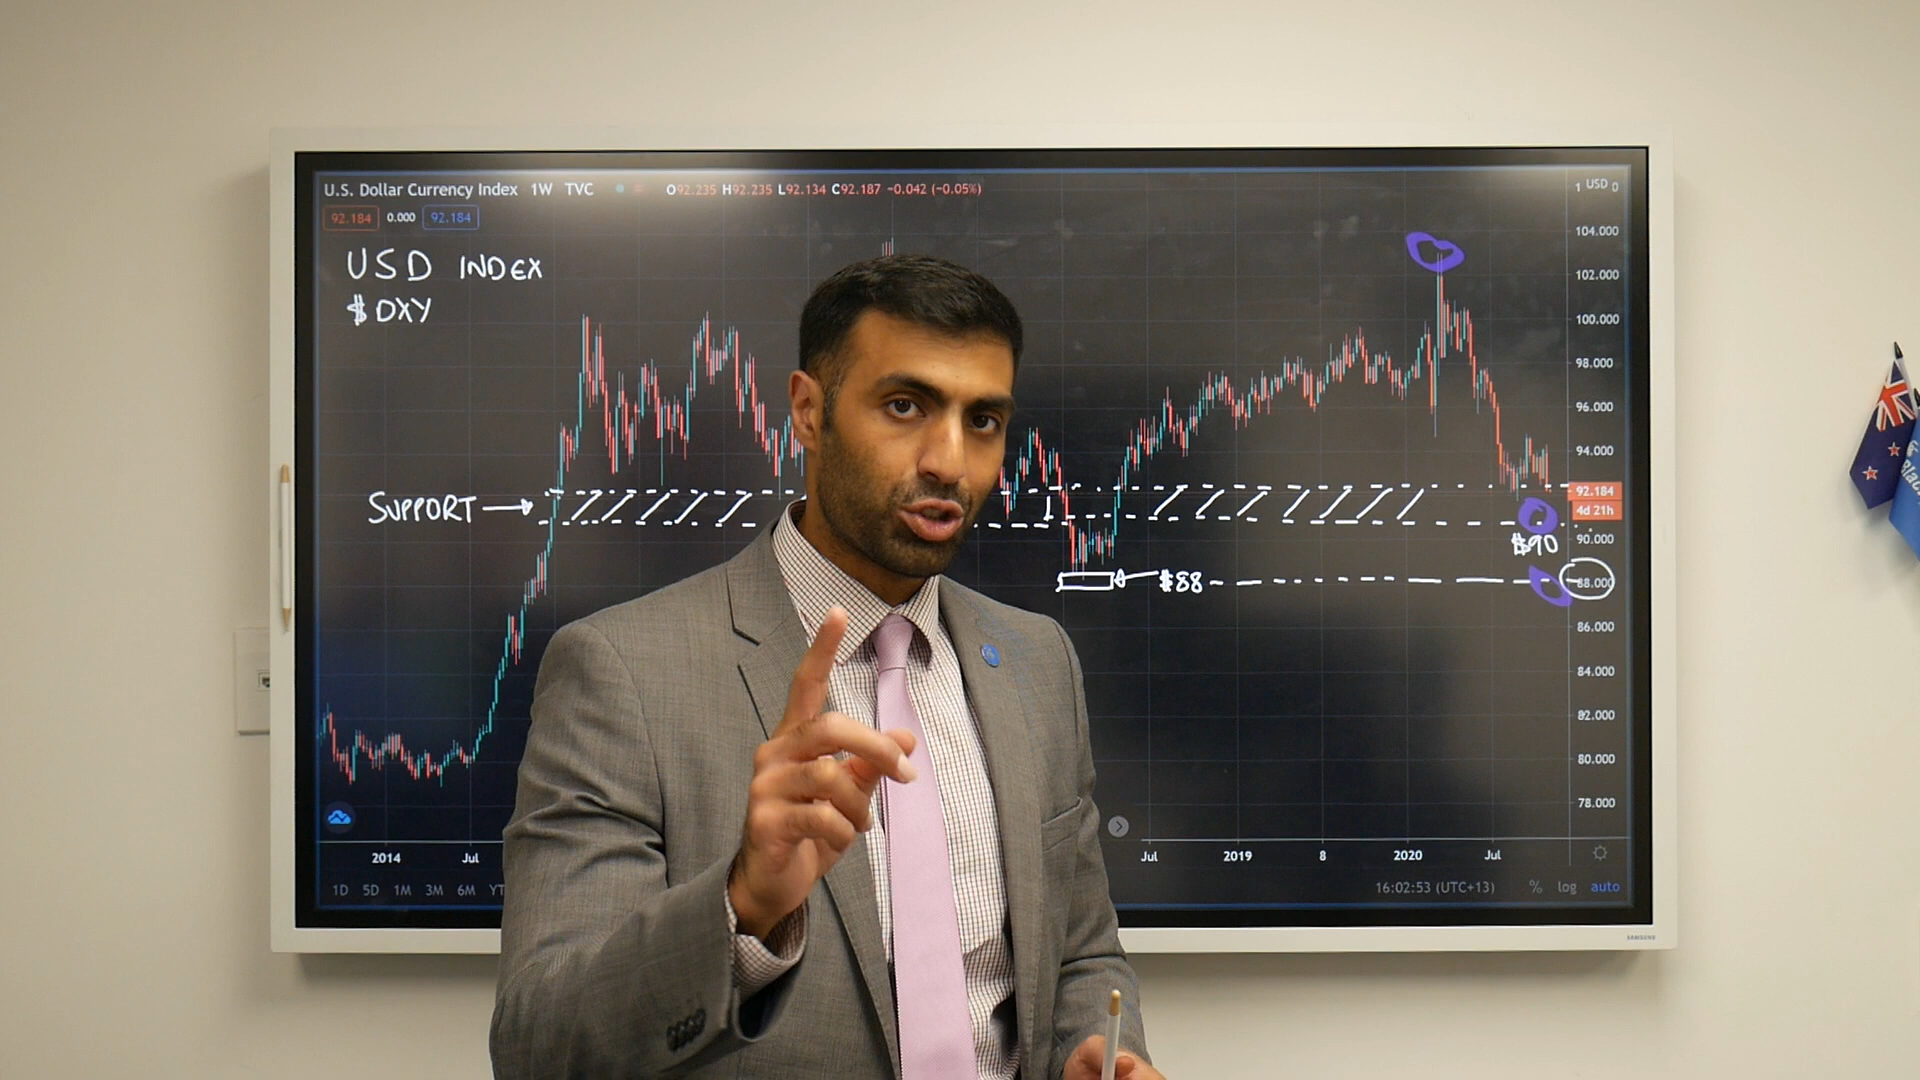 U.S. Dollar Currency Index 1W TVC O92.235 H92.235 L92.134 C92.187 −0.042 (−0.05%)
USD
92.184 0.000 92.184
104.000
USD INDEX
102.000
$DXY
100.000
98.000
96.000
94.000
SUPPORT
92.184
4d 21h
$90
90.000
$88
88.000
86.000
84.000
82.000
80.000
78.000
2014 Jul Jul 2019 8 2020 Jul
1D 5D 1M 3M 6M YT
16:02:53 (UTC+13) % log auto
SAMSUNG